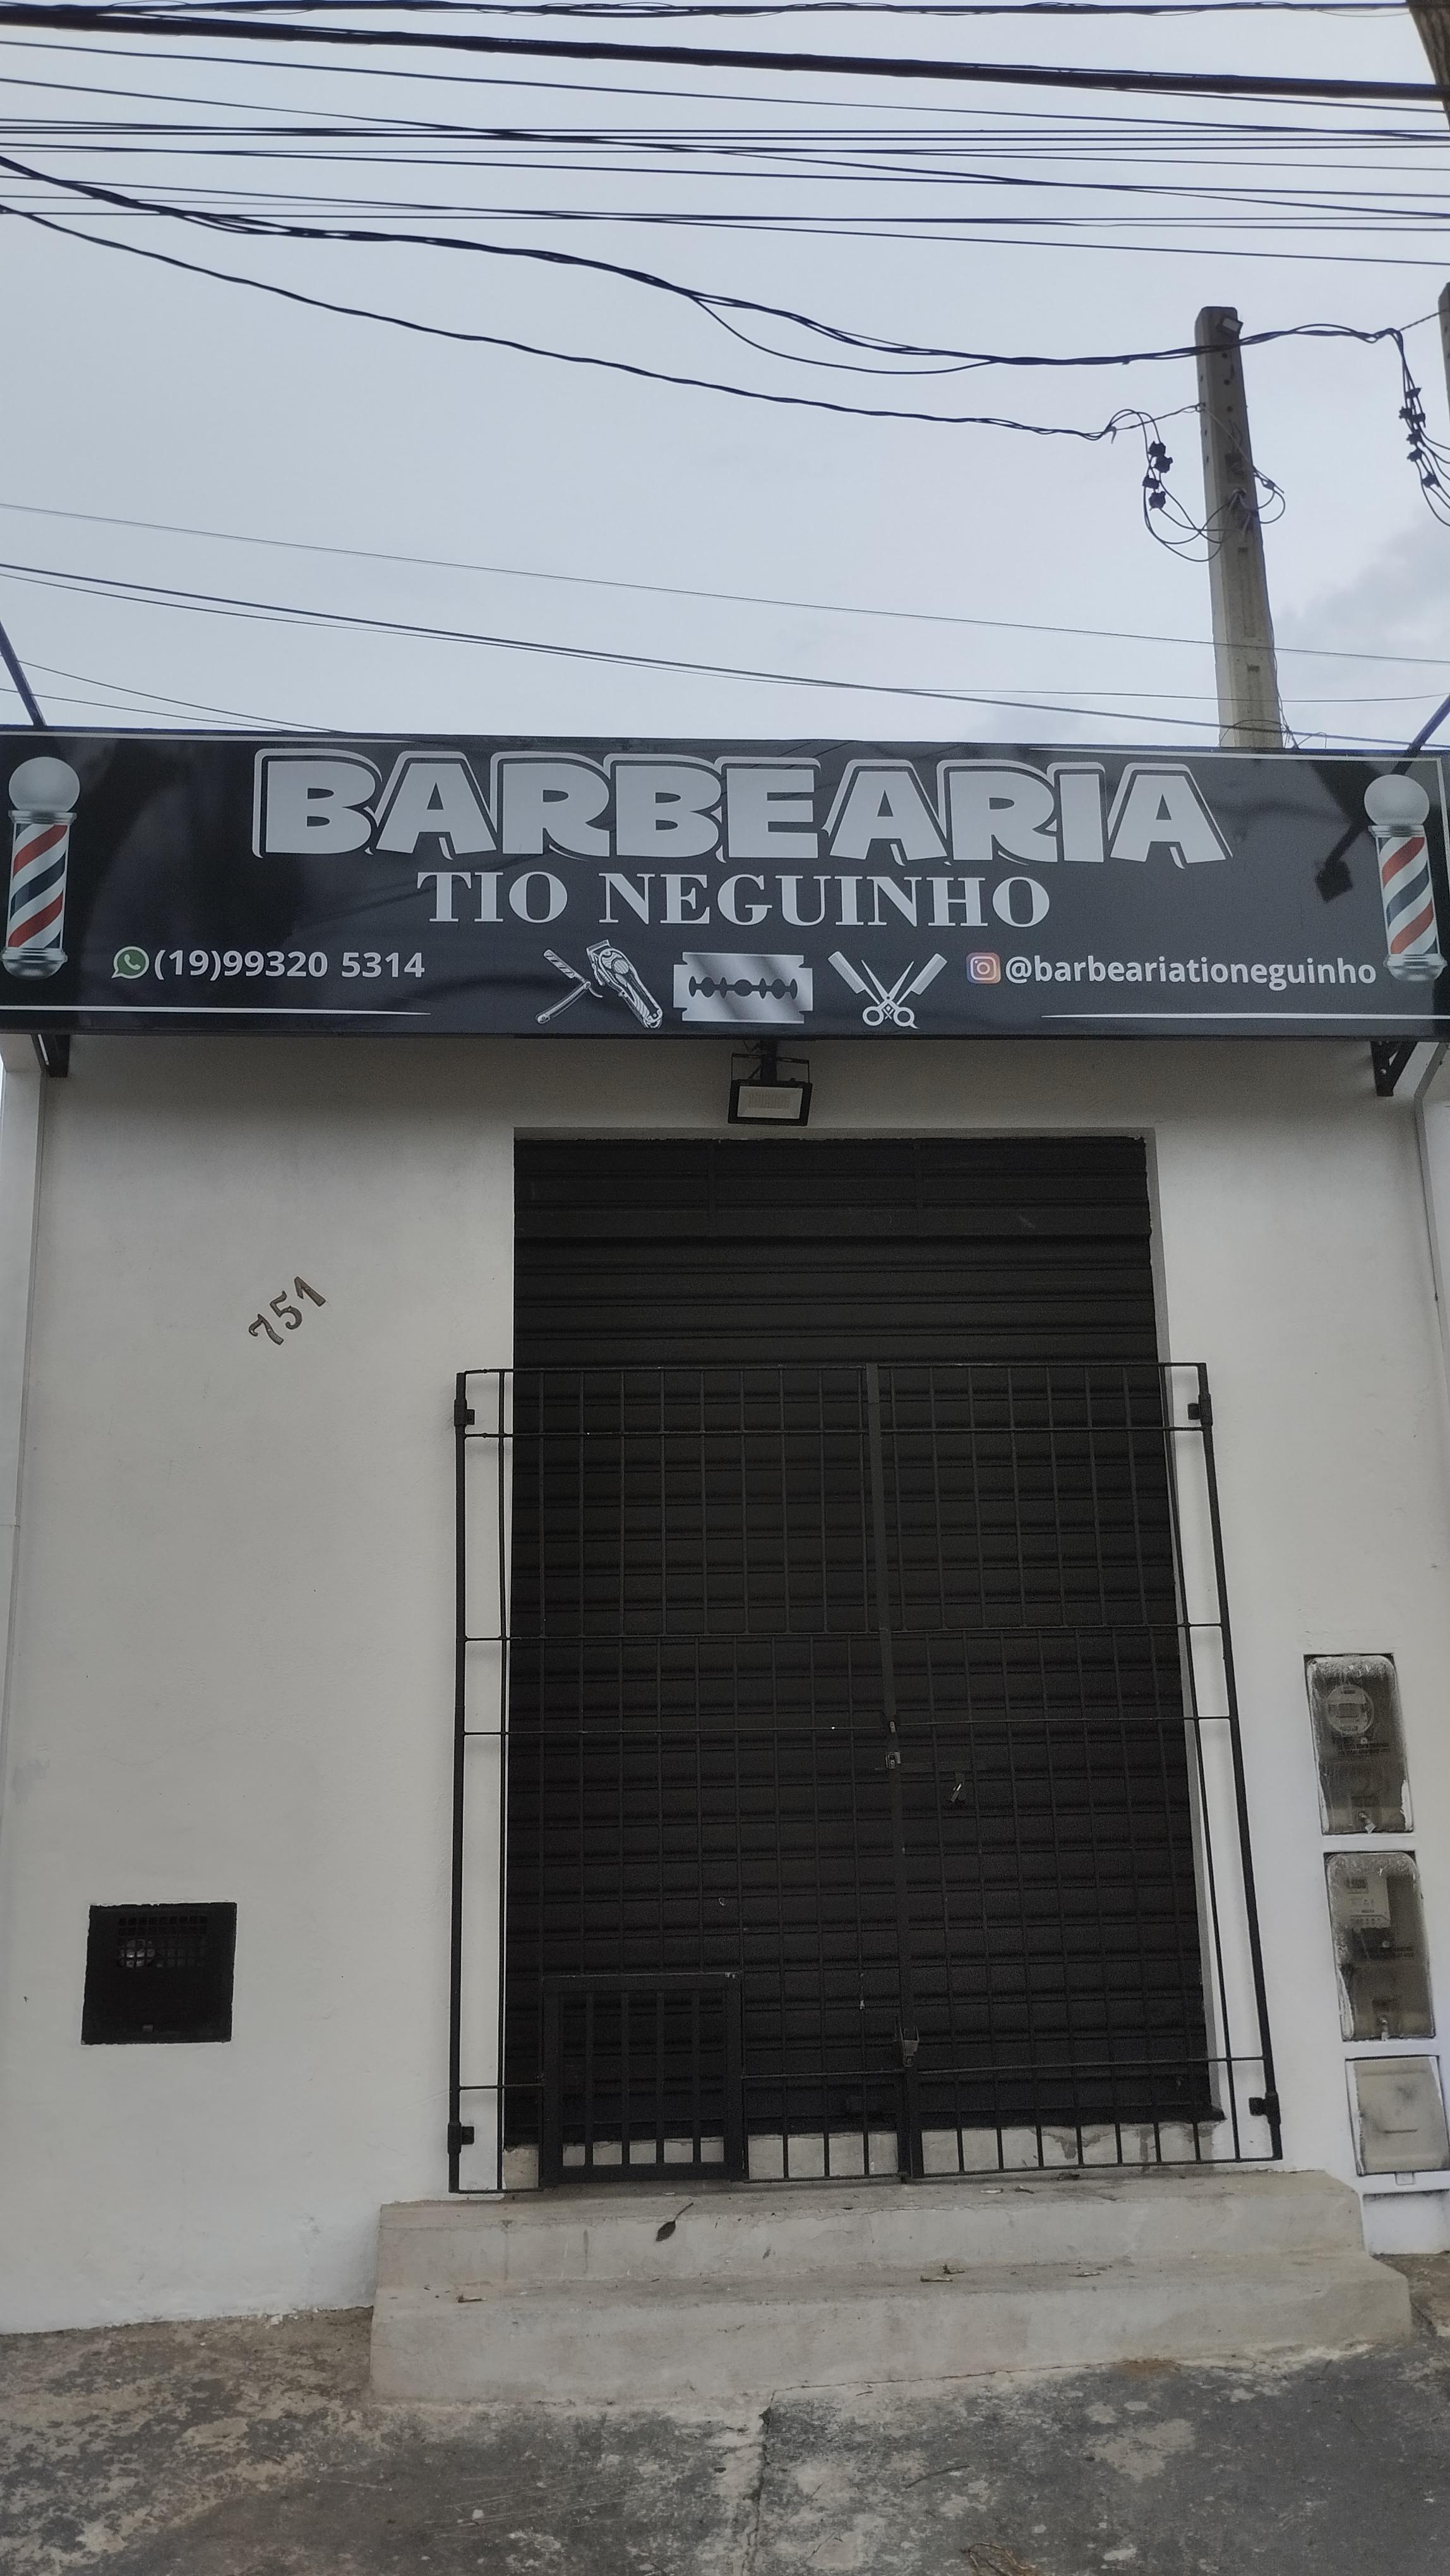 BARBEARIA
TIO NEGUINHO
(19)99320 5314
@barbeariationeguinho
751